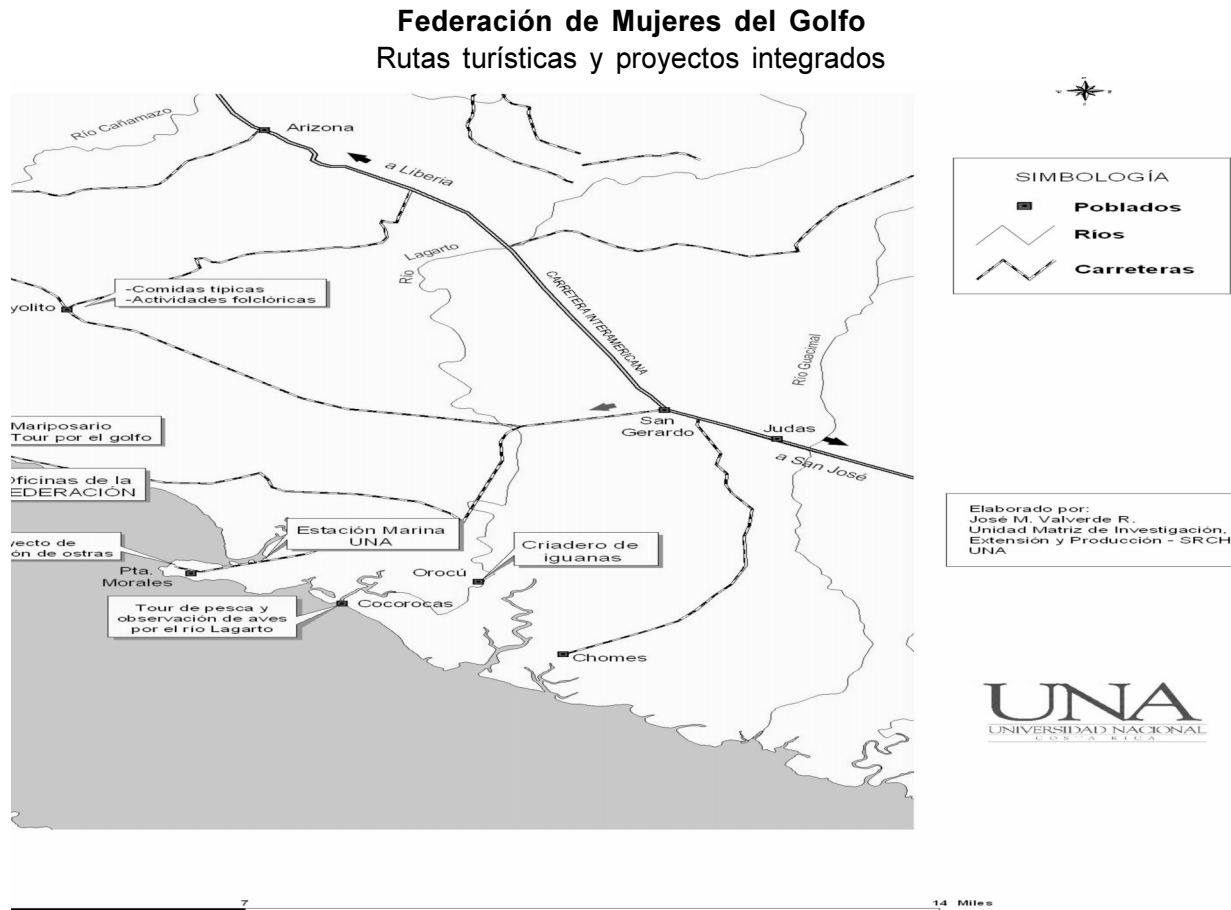 Federación de Mujeres del Golfo
Rutas turísticas y proyectos integrados
Río Cañamazo
Arizona
a Liberia
SIMBOLOGÍA
Poblados
Ríos
Carreteras
Río Lagarto
CARRETERA INTERAMERICANA
-Comidas típicas
-Actividades folclóricas
yolito
Río Guacimal
San
Gerardo
Judas
a San José
Mariposario
Tour por el golfo
Oficinas de la
FEDERACIÓN
Estación Marina
UNA
yecto de
ón de ostras
Criadero de
iguanas
Pta.
Morales
Orocú
Cocorocas
Tour de pesca y
observación de aves
por el río Lagarto
Chomes
Elaborado por:
José M. Valverde R.
Unidad Matriz de Investigación,
Extensión y Producción - SRCH
UNA
UNA
UNIVERSIDAD NACIONAL
COSTA RICA
7
14 Miles